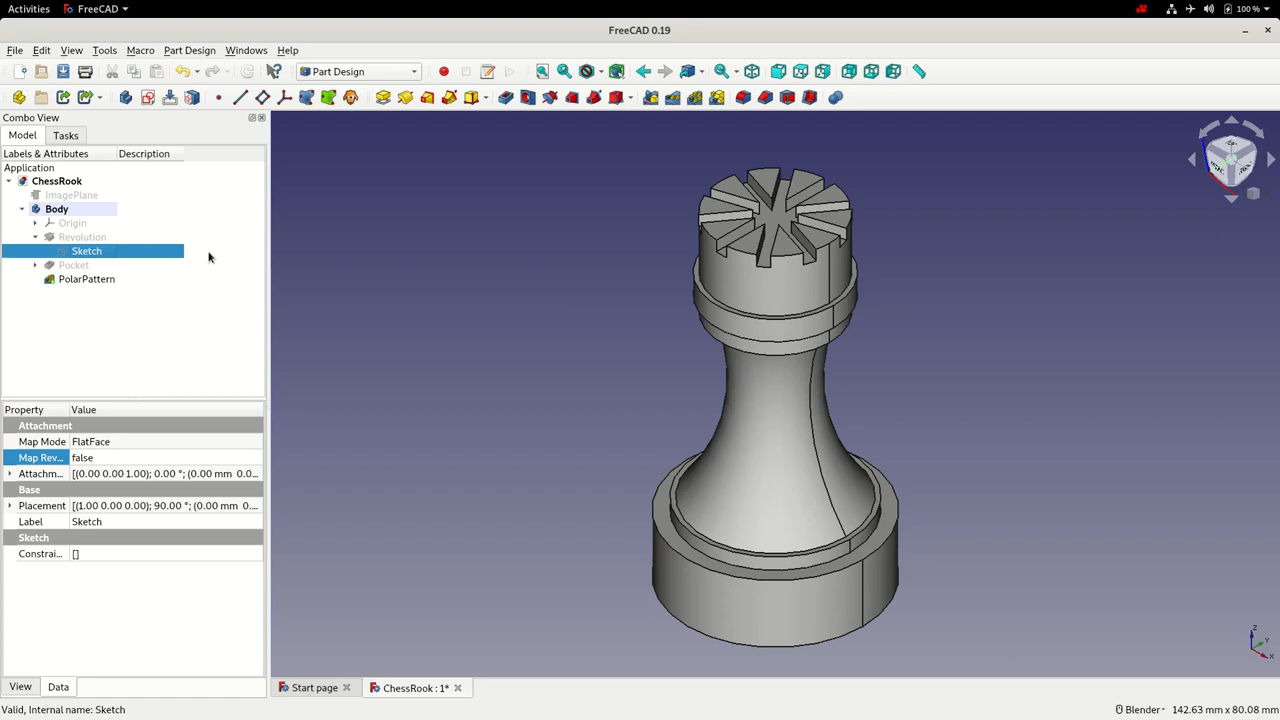 Activities FreeCAD 100 %
FreeCAD 0.19
File Edit View Tools Macro Part Design Windows Help
Part Design
Combo View
Model Tasks
Labels & Attributes Description
Application
ChessRook
ImagePlane
Body
Origin
Revolution
Sketch
Pocket
PolarPattern
Property Value
Attachment
Map Mode FlatFace
Map Rev... false
Attachm... [(0.00 0.00 1.00); 0.00 °; (0.00 mm 0.0...
Base
Placement [(1.00 0.00 0.00); 90.00 °; (0.00 mm 0....
Label Sketch
Sketch
Constrai... []
Z
Y
X
View Data
Start page ChessRook : 1*
Valid, Internal name: Sketch Blender 142.63 mm x 80.08 mm